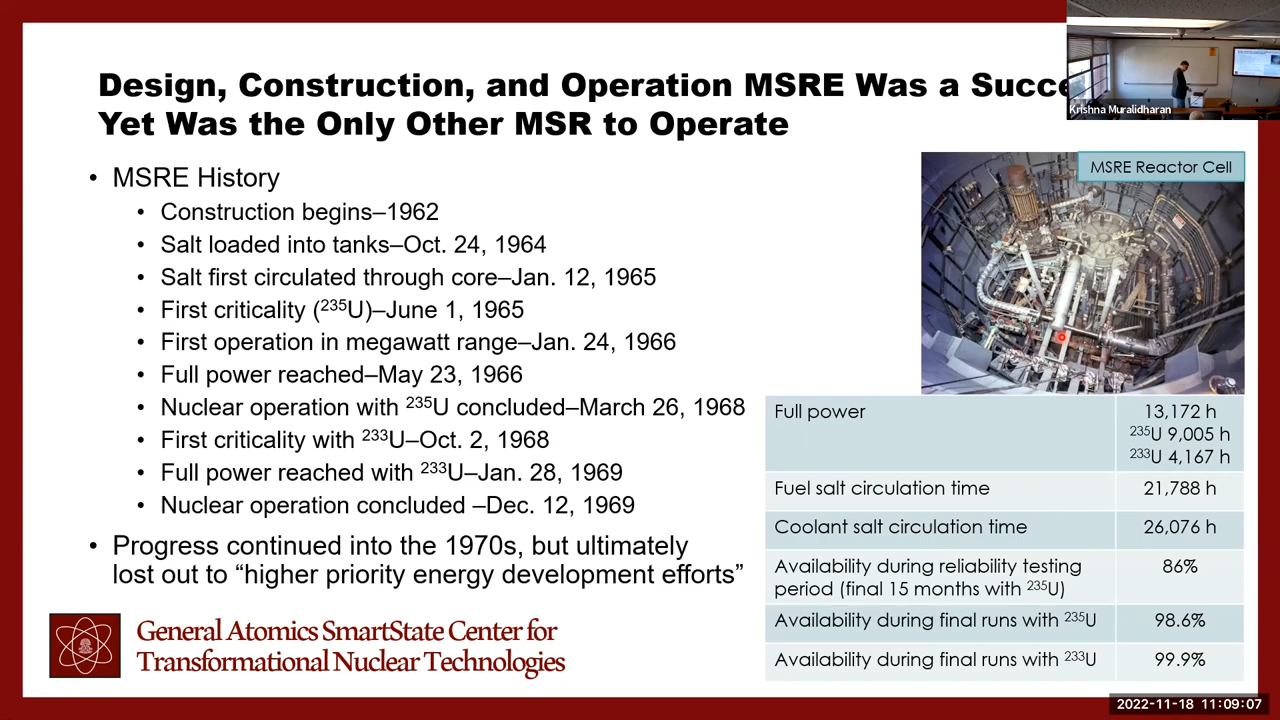 Design, Construction, and Operation MSRE Was a Succe
Yet Was the Only Other MSR to Operate
Krishna Muralidharan
• MSRE History
• Construction begins–1962
• Salt loaded into tanks–Oct. 24, 1964
• Salt first circulated through core–Jan. 12, 1965
• First criticality (²³⁵U)–June 1, 1965
• First operation in megawatt range–Jan. 24, 1966
• Full power reached–May 23, 1966
• Nuclear operation with ²³⁵U concluded–March 26, 1968
• First criticality with ²³³U–Oct. 2, 1968
• Full power reached with ²³³U–Jan. 28, 1969
• Nuclear operation concluded –Dec. 12, 1969
• Progress continued into the 1970s, but ultimately
lost out to “higher priority energy development efforts”
MSRE Reactor Cell
Full power 13,172 h
²³⁵U 9,005 h
²³³U 4,167 h
Fuel salt circulation time 21,788 h
Coolant salt circulation time 26,076 h
Availability during reliability testing 86%
period (final 15 months with ²³⁵U)
Availability during final runs with ²³⁵U 98.6%
Availability during final runs with ²³³U 99.9%
General Atomics SmartState Center for
Transformational Nuclear Technologies
2022-11-18 11:09:07